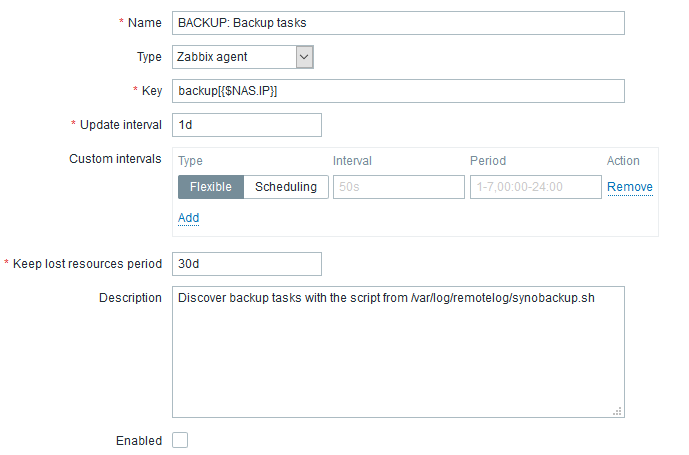 * Name BACKUP: Backup tasks
Type Zabbix agent
* Key backup[{$NAS.IP}]
* Update interval 1d
Custom intervals Type Interval Period Action
Flexible Scheduling 50s 1-7,00:00-24:00 Remove
Add
* Keep lost resources period 30d
Description Discover backup tasks with the script from /var/log/remotelog/synobackup.sh
Enabled